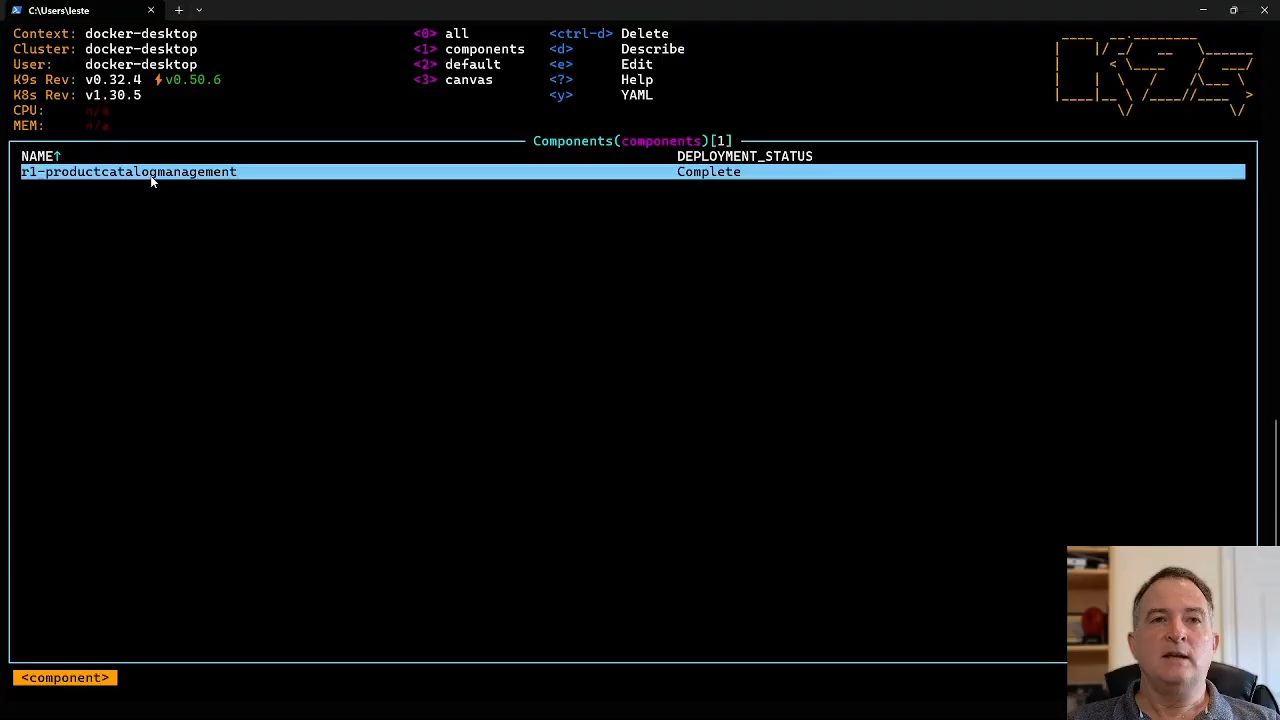 C:\Users\leste
Context: docker-desktop <0> all <ctrl-d> Delete
Cluster: docker-desktop <1> components <d> Describe
User: docker-desktop <2> default <e> Edit
K9s Rev: v0.32.4 ⚡v0.50.6 <3> canvas <?> Help
K8s Rev: v1.30.5 <y> YAML
CPU: n/a
MEM: n/a
Components(components)[1]
NAME↑ DEPLOYMENT_STATUS
r1-productcatalogmanagement Complete
<component>